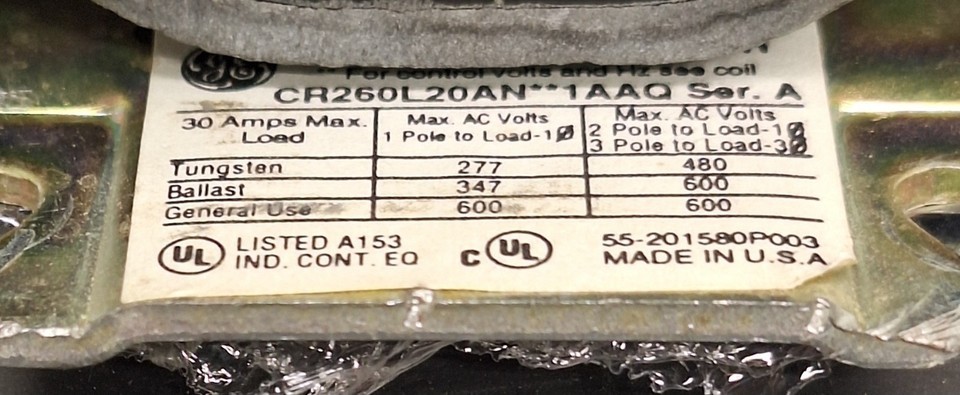 ** For control volts and Hz see coil
CR260L20AN**1AAQ Ser. A
30 Amps Max. Load
Max. AC Volts
1 Pole to Load-1Ø
Max. AC Volts
2 Pole to Load-1Ø
3 Pole to Load-3Ø
Tungsten 277 480
Ballast 347 600
General Use 600 600
UL LISTED A153
IND. CONT. EQ
C UL
55-201580P003
MADE IN U.S.A